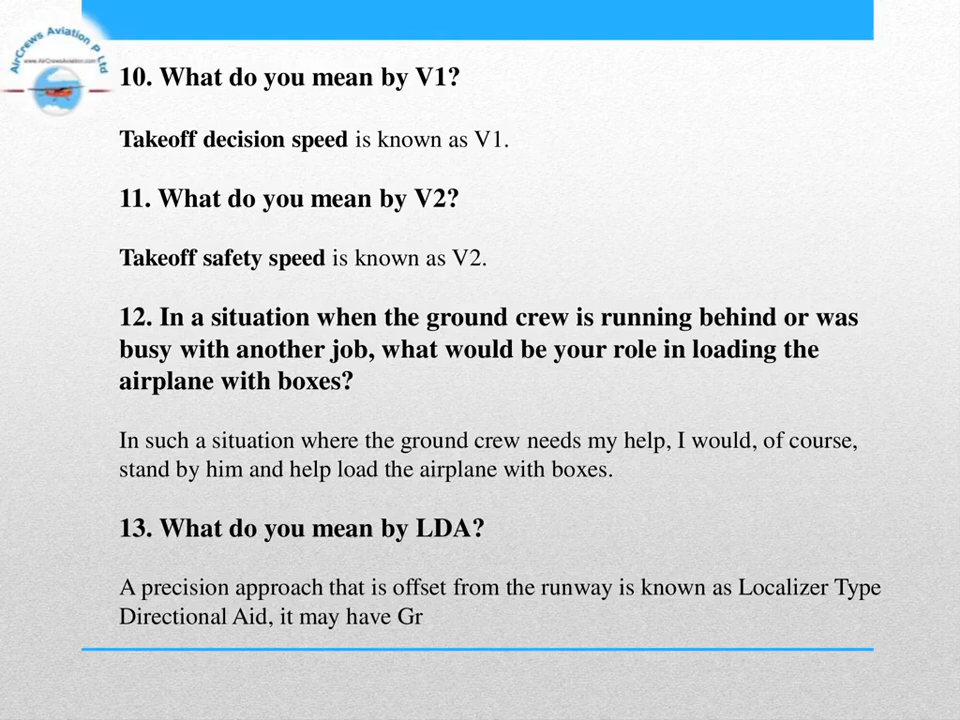 AirCrews Aviation P Ltd
www.AirCrewsAviation.com
10. What do you mean by V1?
Takeoff decision speed is known as V1.
11. What do you mean by V2?
Takeoff safety speed is known as V2.
12. In a situation when the ground crew is running behind or was
busy with another job, what would be your role in loading the
airplane with boxes?
In such a situation where the ground crew needs my help, I would, of course,
stand by him and help load the airplane with boxes.
13. What do you mean by LDA?
A precision approach that is offset from the runway is known as Localizer Type
Directional Aid, it may have Gr